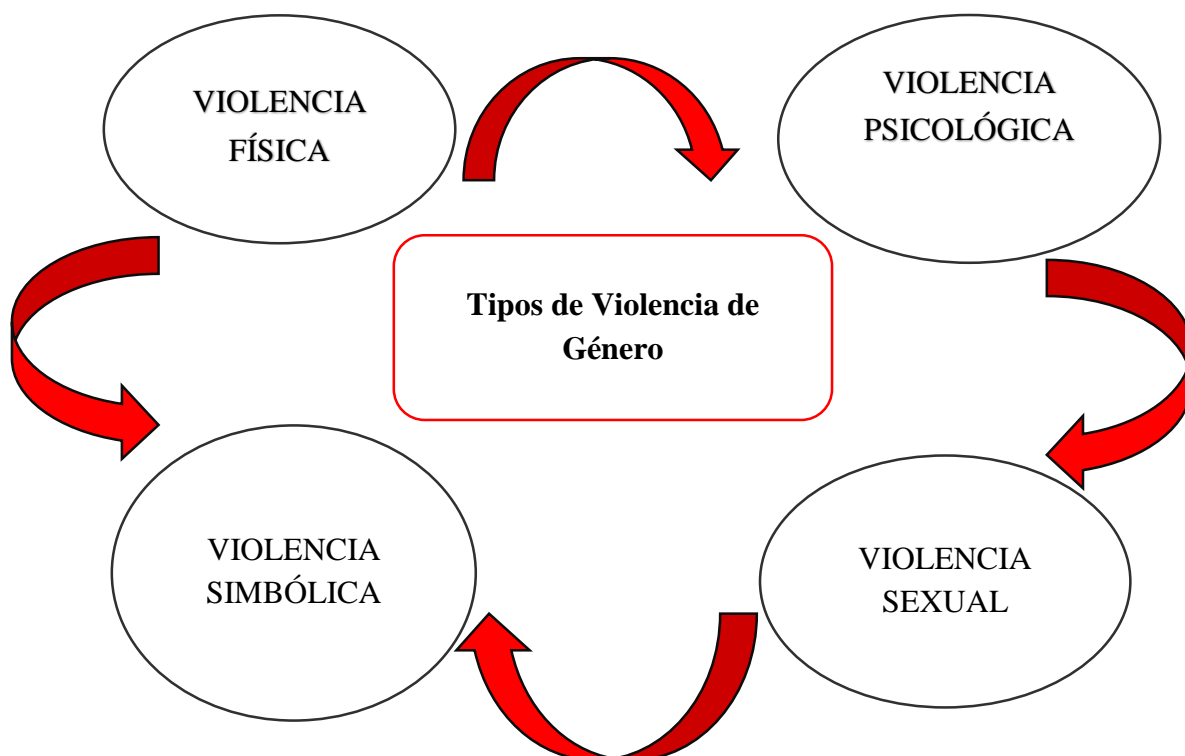 VIOLENCIA
FÍSICA
VIOLENCIA
PSICOLÓGICA
Tipos de Violencia de
Género
VIOLENCIA
SIMBÓLICA
VIOLENCIA
SEXUAL